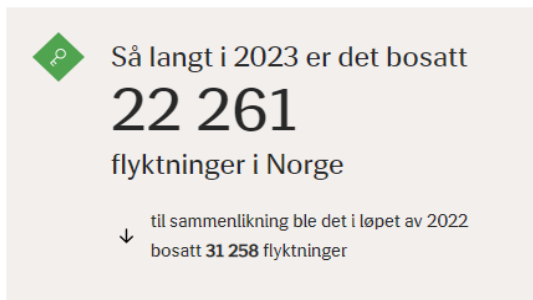 Så langt i 2023 er det bosatt
22 261
flyktninger i Norge
til sammenlikning ble det i løpet av 2022
bosatt 31 258 flyktninger